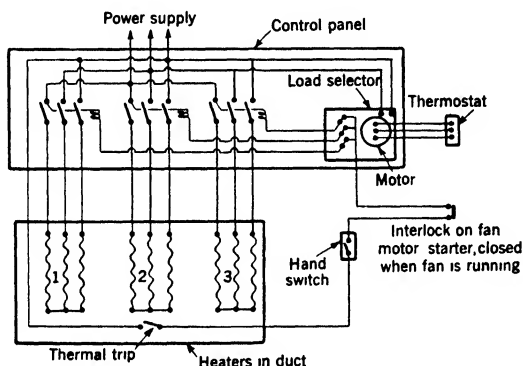 Power supply
Control panel
Load selector
Thermostat
Motor
Interlock on fan
motor starter, closed
when fan is running
Hand
switch
1
2
3
Thermal trip
Heaters in duct